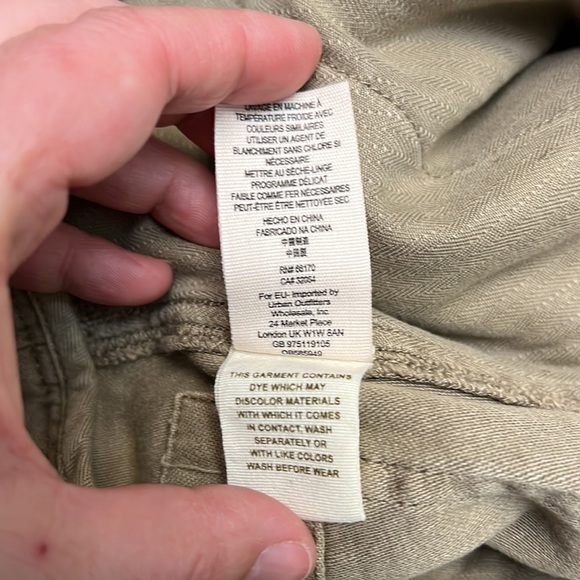 LAVAGE EN MACHINE À
TEMPÉRATURE FROIDE AVEC
COULEURS SIMILAIRES
UTILISER UN AGENT DE
BLANCHIMENT SANS CHLORE SI
NÉCESSAIRE
METTRE AU SÈCHE-LINGE
PROGRAMME DÉLICAT
FAIBLE COMME FER NÉCESSAIRES
PEUT-ÊTRE ÊTRE NETTOYÉE SEC
HECHO EN CHINA
FABRICADO NA CHINA
中國制造
中国製
RN# 66170
CA# 32054
For EU- Imported by
Urban Outfitters
Wholesale, Inc
24 Market Place
London UK W1W 8AN
GB 975119105
THIS GARMENT CONTAINS
DYE WHICH MAY
DISCOLOR MATERIALS
WITH WHICH IT COMES
IN CONTACT, WASH
SEPARATELY OR
WITH LIKE COLORS
WASH BEFORE WEAR